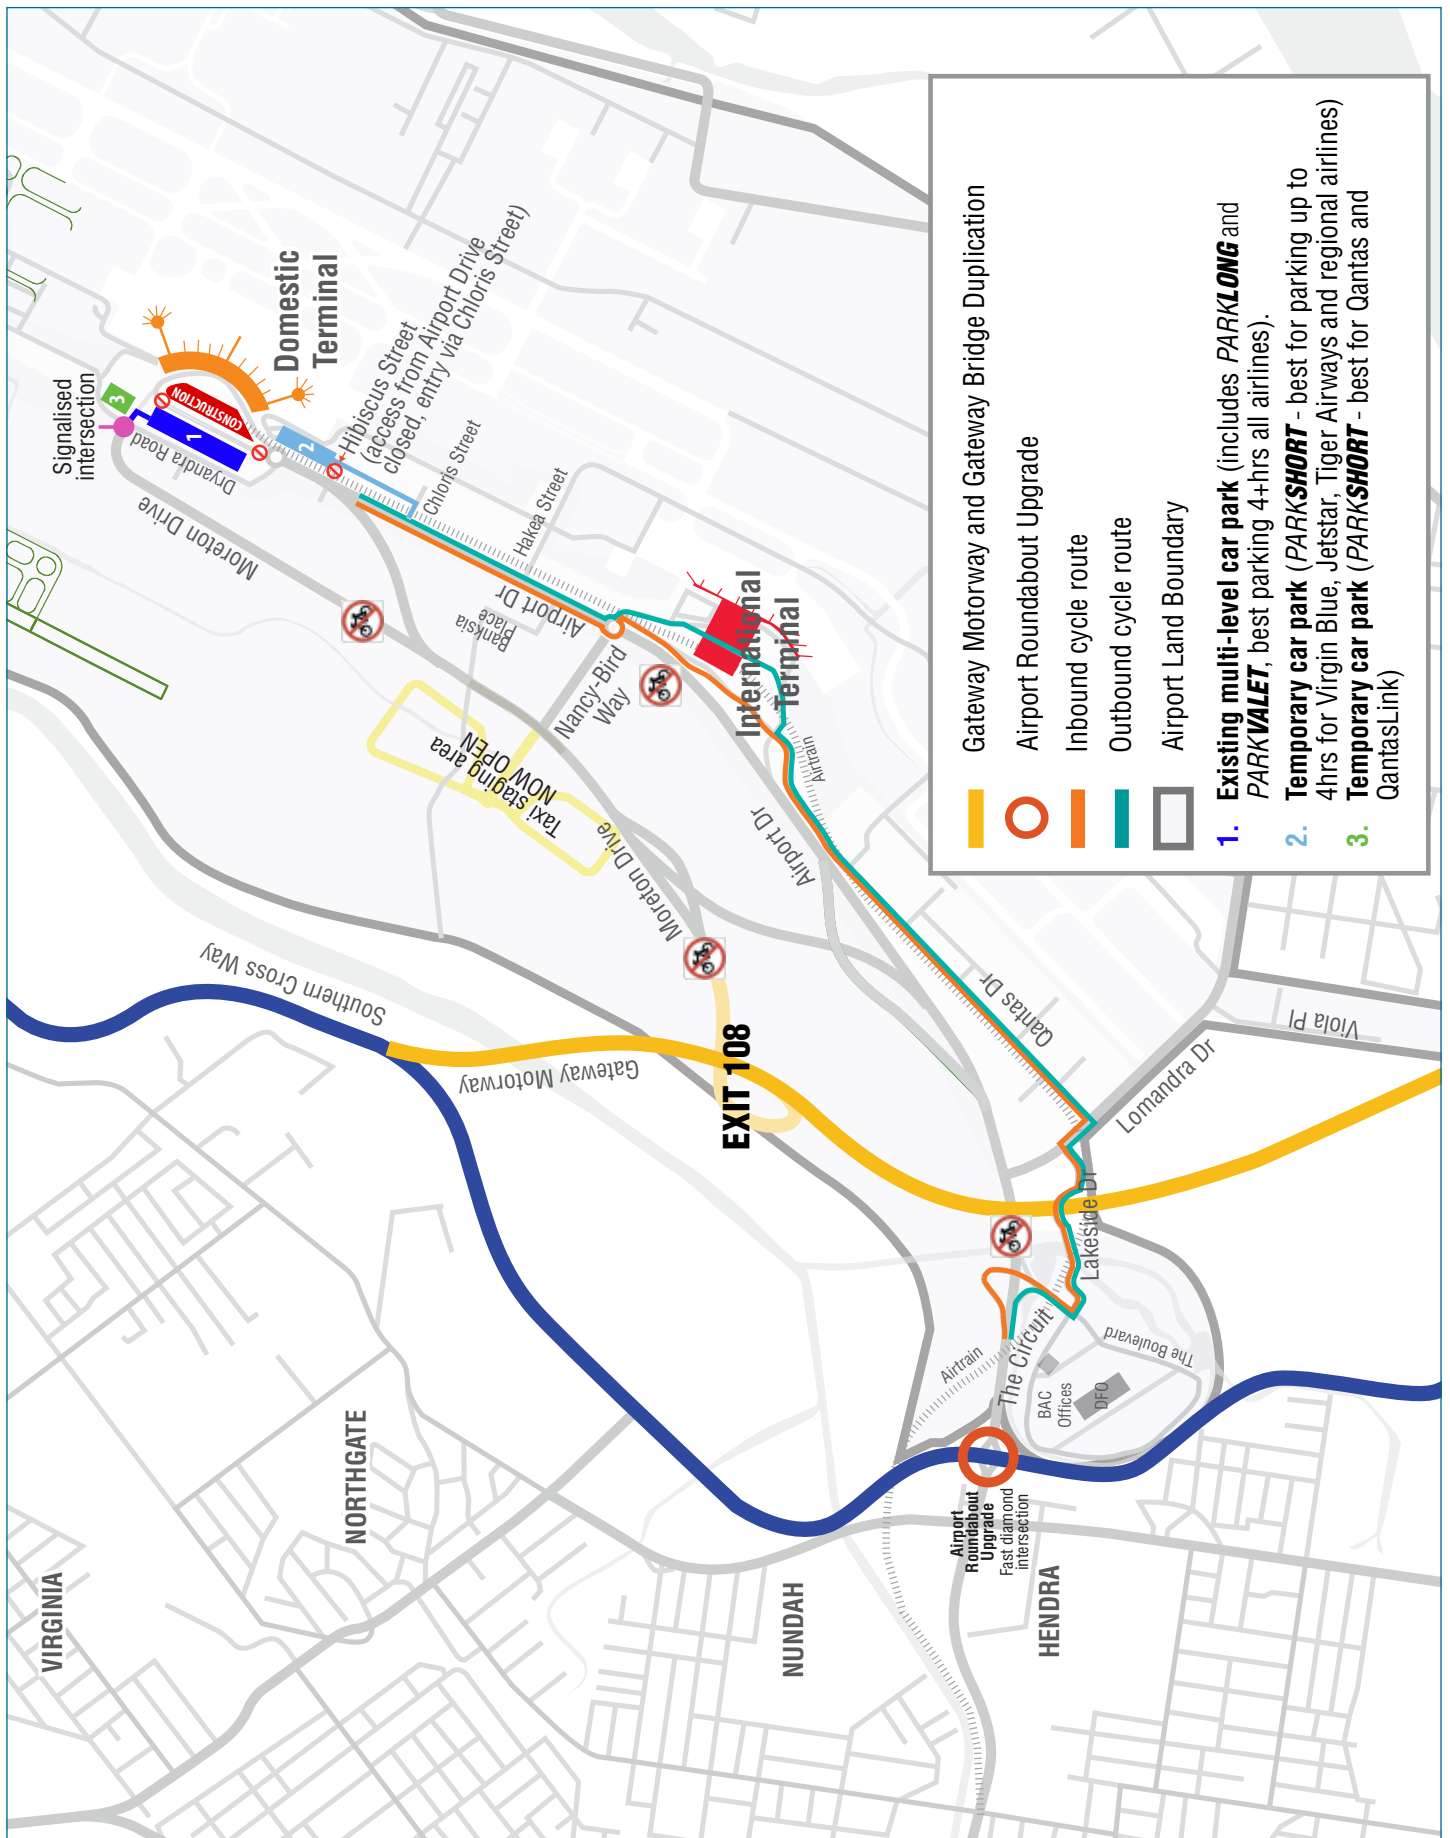 VIRGINIA
NORTHGATE
NUNDAH
HENDRA
Airport
Roundabout
Upgrade
Fast diamond
intersection
Southern Cross Way
Gateway Motorway
EXIT 108
Airtrain
The Circuit
BAC
Offices
DFO
The Boulevard
Lakeside Dr
Lomandra Dr
Viola Pl
Qantas Dr
Moreton Drive
Taxi staging area
NOW OPEN
Airport Dr
Airtrain
Nancy-Bird
Way
International
Terminal
Banksia
Place
Airport Dr
Hakea Street
Chloris Street
Moreton Drive
Dryandra Road
Signalised
intersection
1
2
3
CONSTRUCTION
Domestic
Terminal
Hibiscus Street
(access from Airport Drive
closed, entry via Chloris Street)
Gateway Motorway and Gateway Bridge Duplication
Airport Roundabout Upgrade
Inbound cycle route
Outbound cycle route
Airport Land Boundary
1. Existing multi-level car park (includes PARKLONG and
PARKVALET, best parking 4+hrs all airlines).
2. Temporary car park (PARKSHORT - best for parking up to
4hrs for Virgin Blue, Jetstar, Tiger Airways and regional airlines)
3. Temporary car park (PARKSHORT - best for Qantas and
QantasLink)